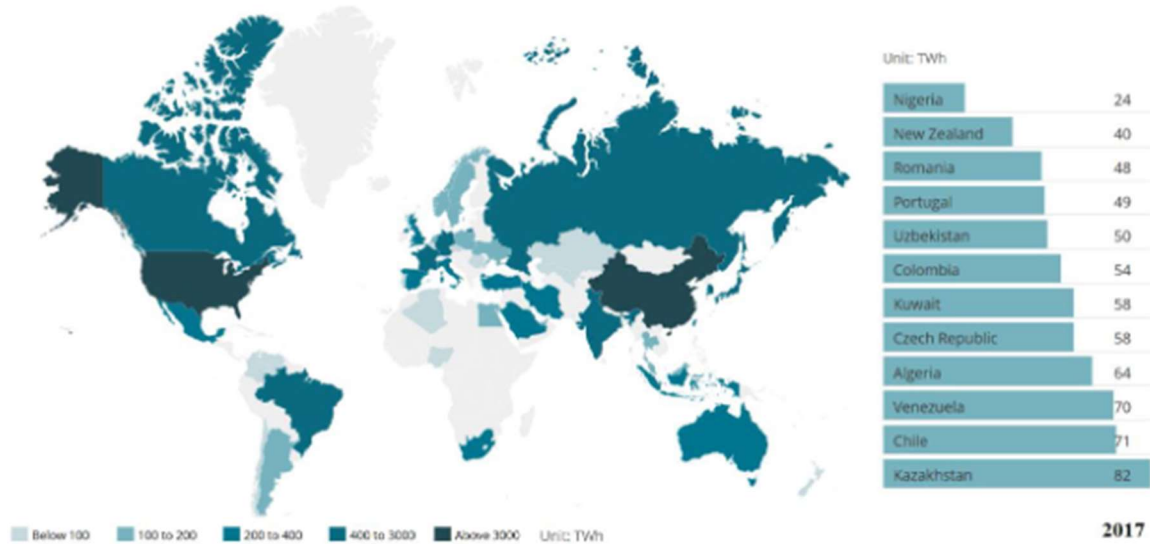 Unit: TWh
Nigeria 24
New Zealand 40
Romania 48
Portugal 49
Uzbekistan 50
Colombia 54
Kuwait 58
Czech Republic 58
Algeria 64
Venezuela 70
Chile 71
Kazakhstan 82
Below 100 100 to 200 200 to 400 400 to 3000 Above 3000 Unit: TWh
2017